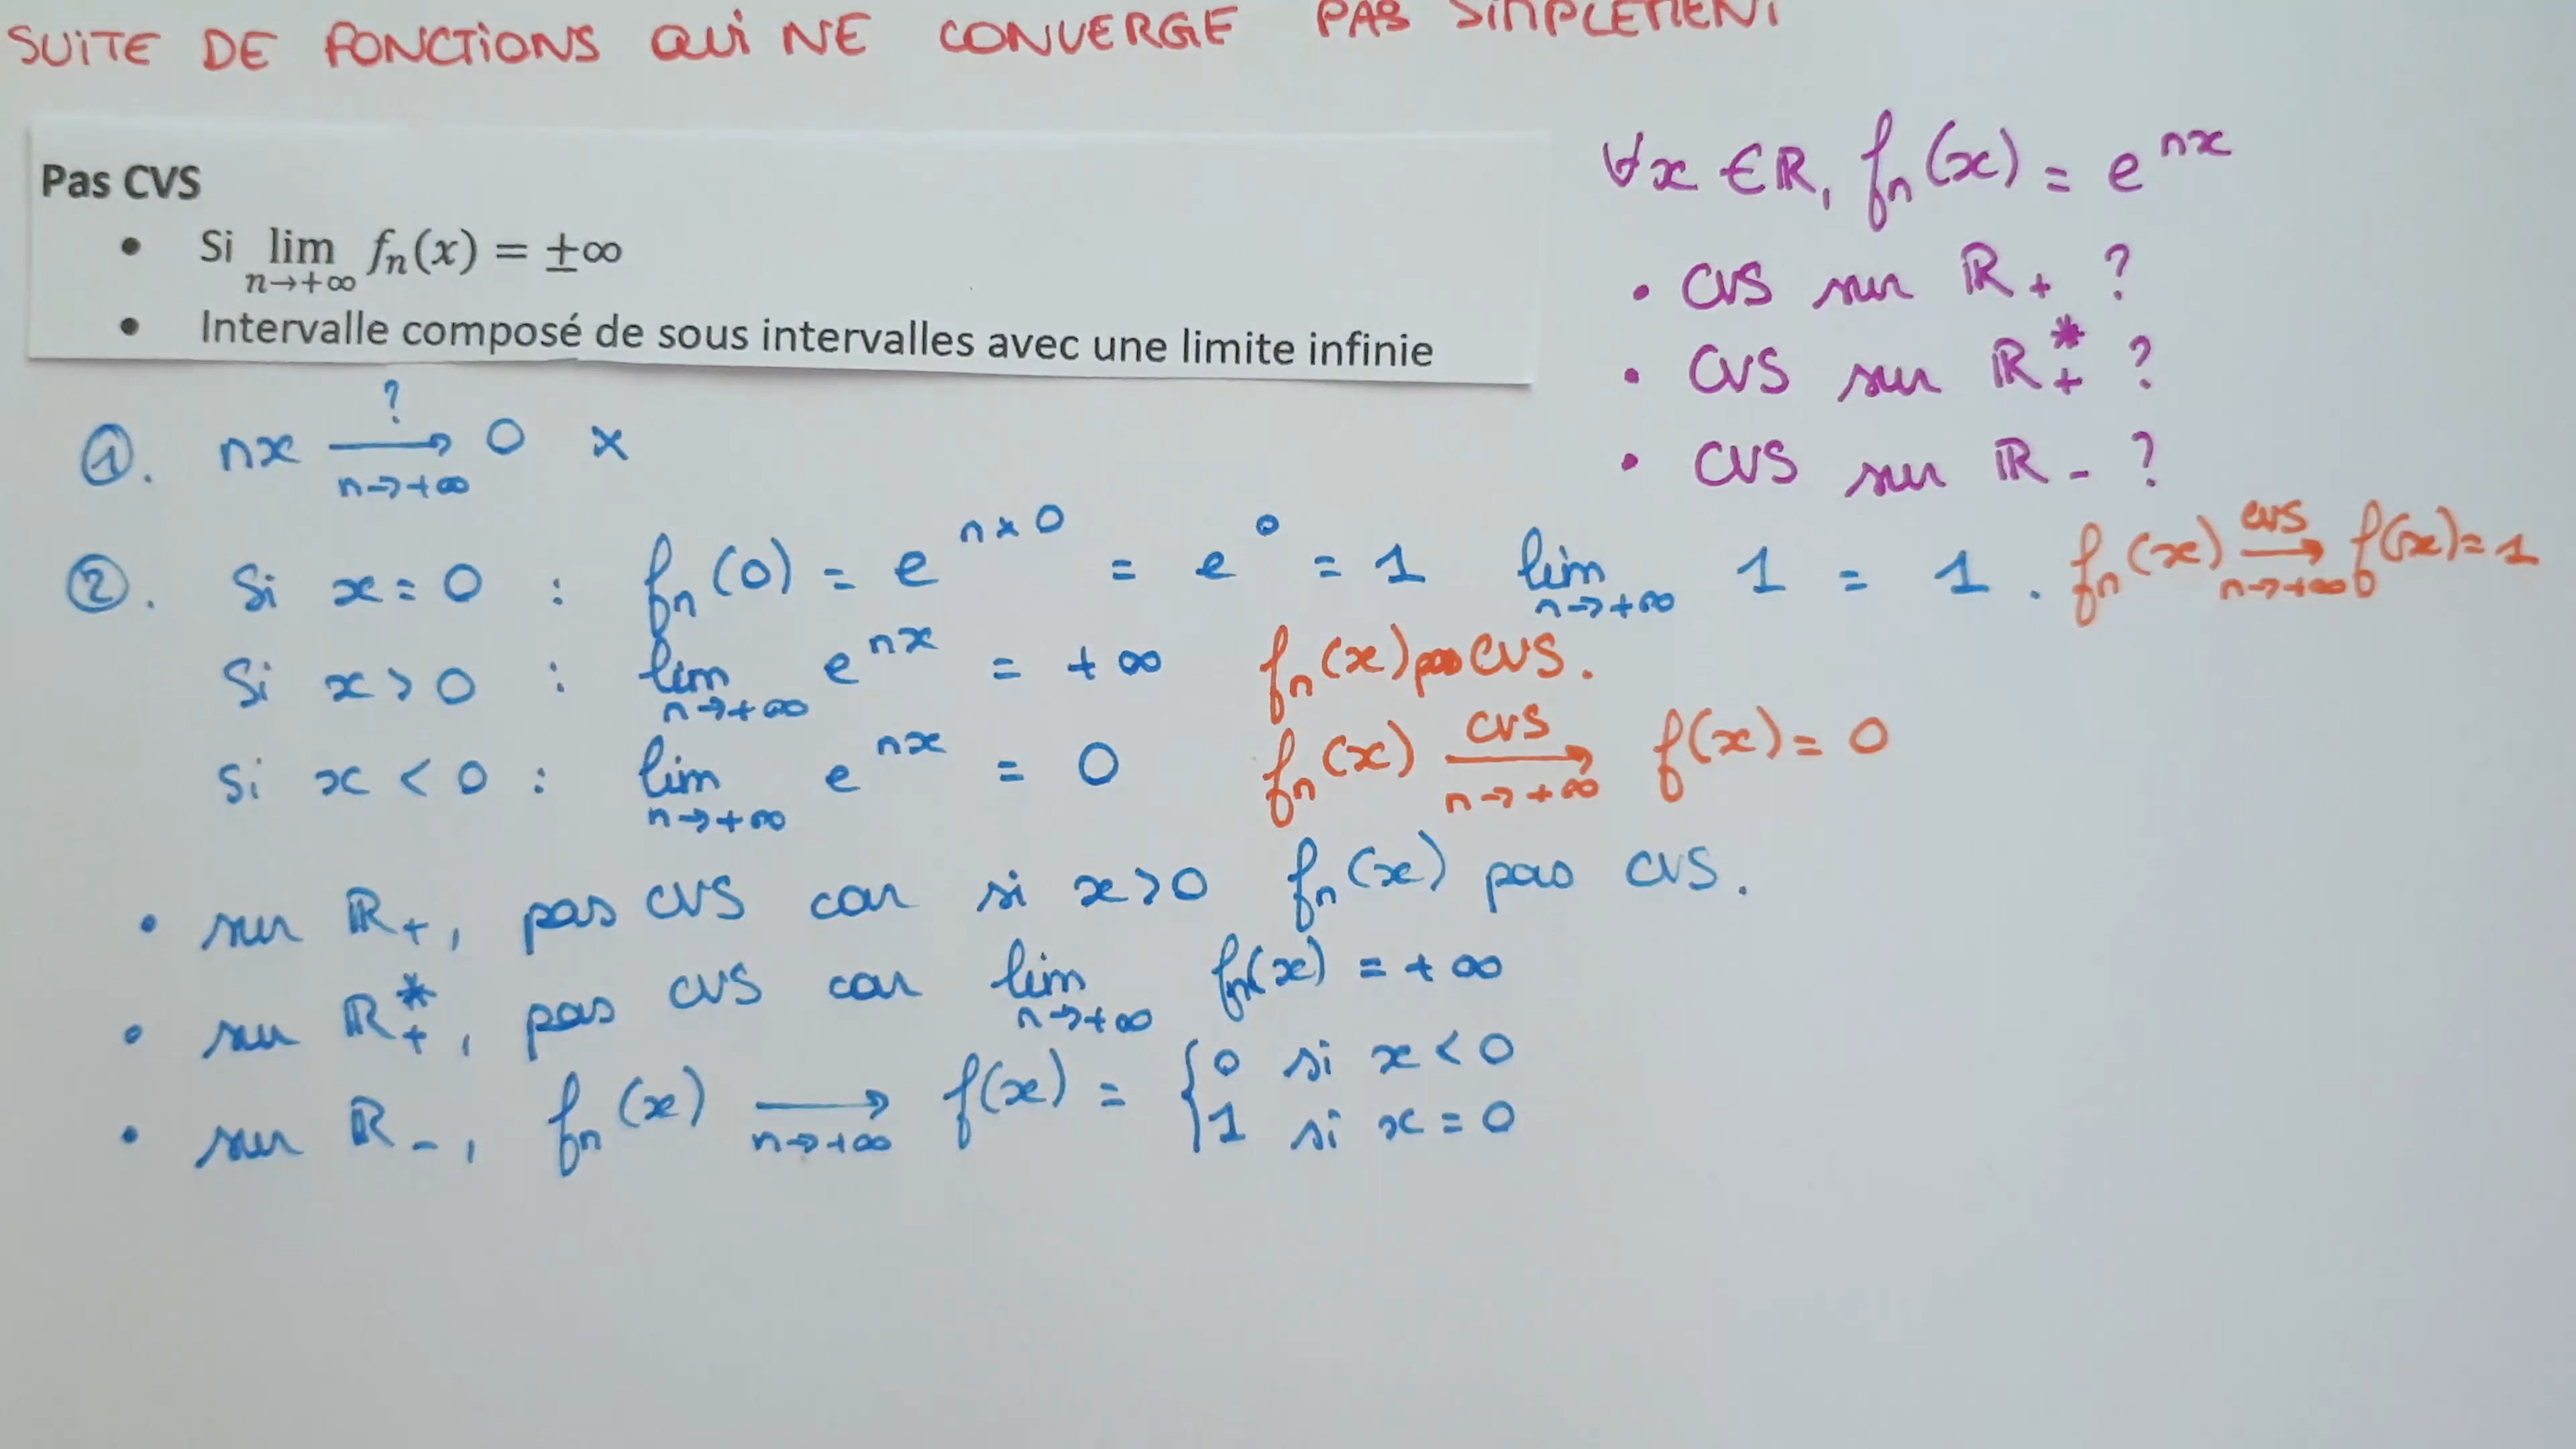 SUITE DE FONCTIONS QUI NE CONVERGE PAS SIMPLEMENT
Pas CVS
• Si lim n→+∞ fₙ(x) = ±∞
• Intervalle composé de sous intervalles avec une limite infinie
∀x ∈ ℝ, fₙ(x) = e^{nx}
• CVS sur ℝ₊ ?
• CVS sur ℝ₊* ?
• CVS sur ℝ₋ ?
①. nx →(?) n→+∞ 0 ×
②. Si x = 0 : fₙ(0) = e^{n×0} = e^0 = 1 lim n→+∞ 1 = 1 . fₙ(x) →(CVS) n→+∞ f(x) = 1
Si x > 0 : lim n→+∞ e^{nx} = +∞ fₙ(x) pas CVS.
Si x < 0 : lim n→+∞ e^{nx} = 0 fₙ(x) →(CVS) n→+∞ f(x) = 0
• sur ℝ₊, pas CVS car si x > 0 fₙ(x) pas CVS.
• sur ℝ₊*, pas CVS car lim n→+∞ fₙ(x) = +∞
• sur ℝ₋, fₙ(x) → n→+∞ f(x) = { 0 si x < 0
1 si x = 0